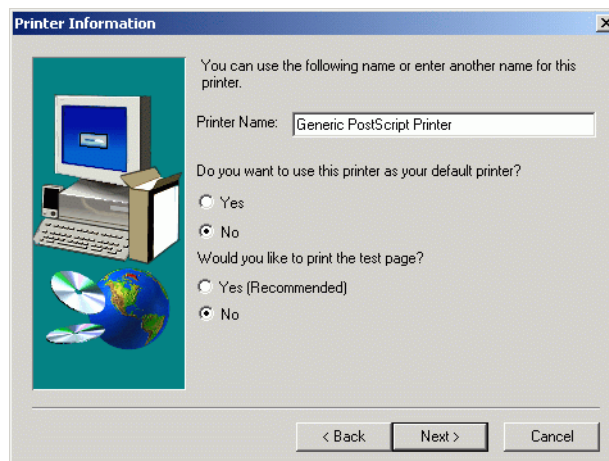 Printer Information
You can use the following name or enter another name for this
printer.
Printer Name: Generic PostScript Printer
Do you want to use this printer as your default printer?
Yes
No
Would you like to print the test page?
Yes (Recommended)
No
< Back Next > Cancel